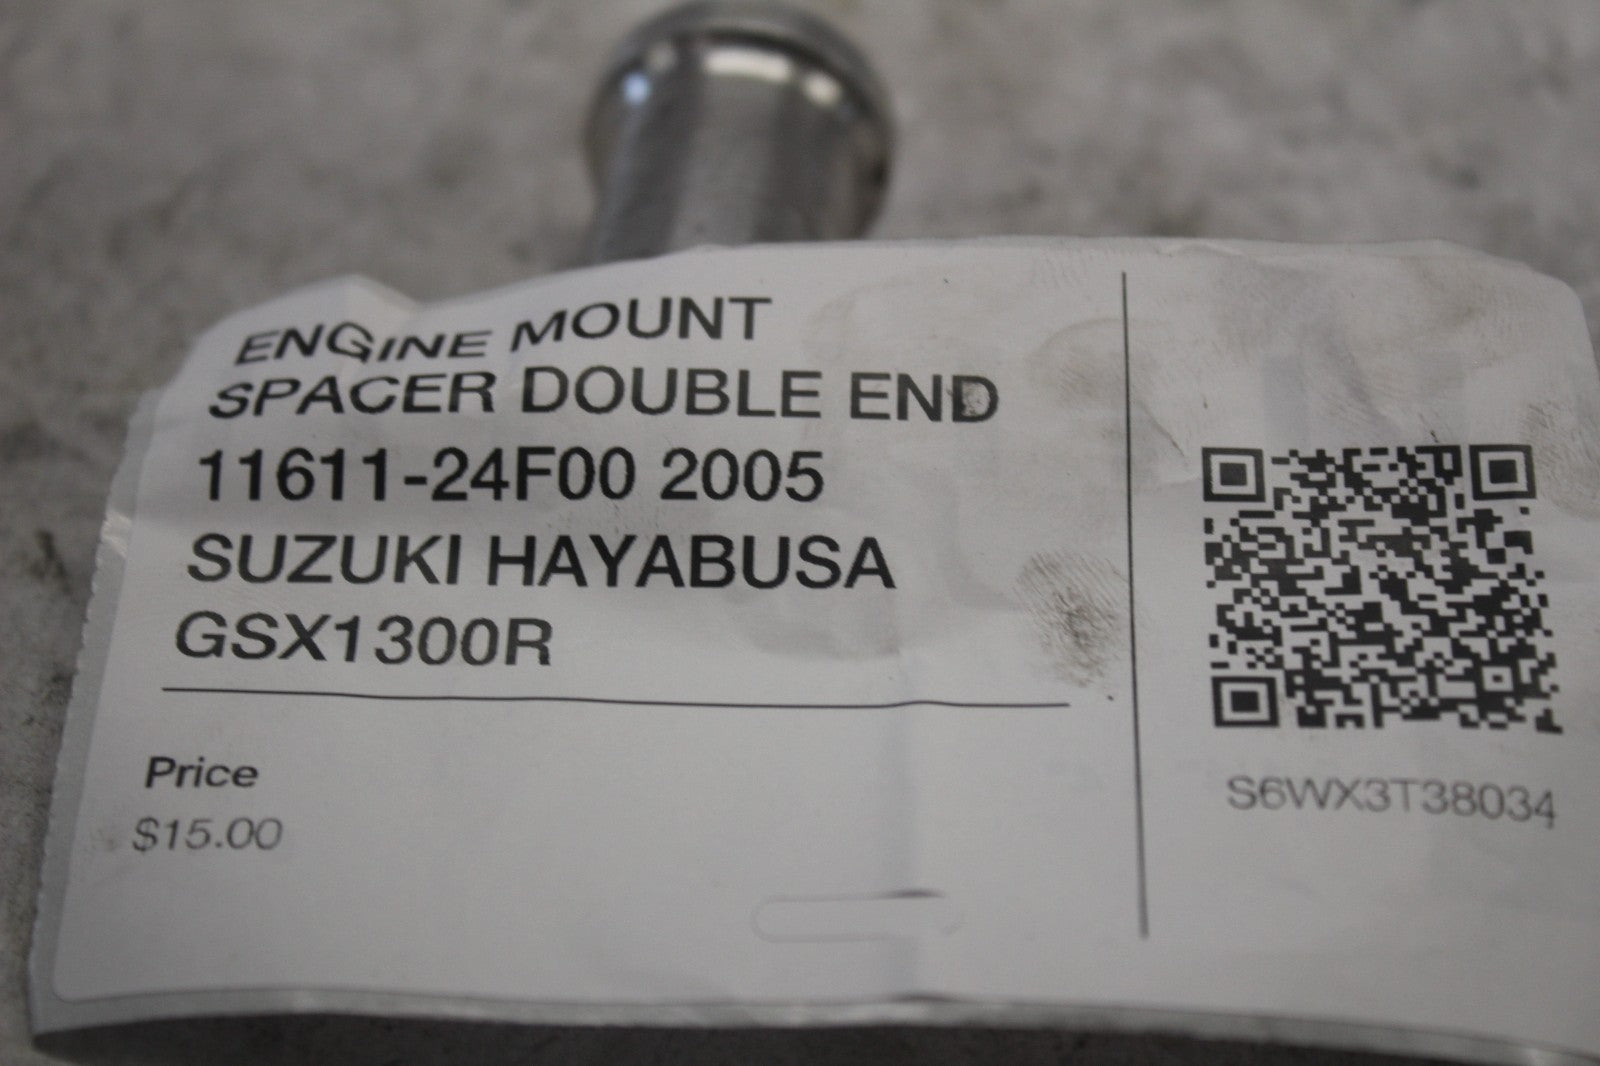 ENGINE MOUNT
SPACER DOUBLE END
11611-24F00 2005
SUZUKI HAYABUSA
GSX1300R
Price
$15.00
S6WX3T38034